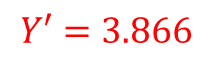 Y′ = 3.866